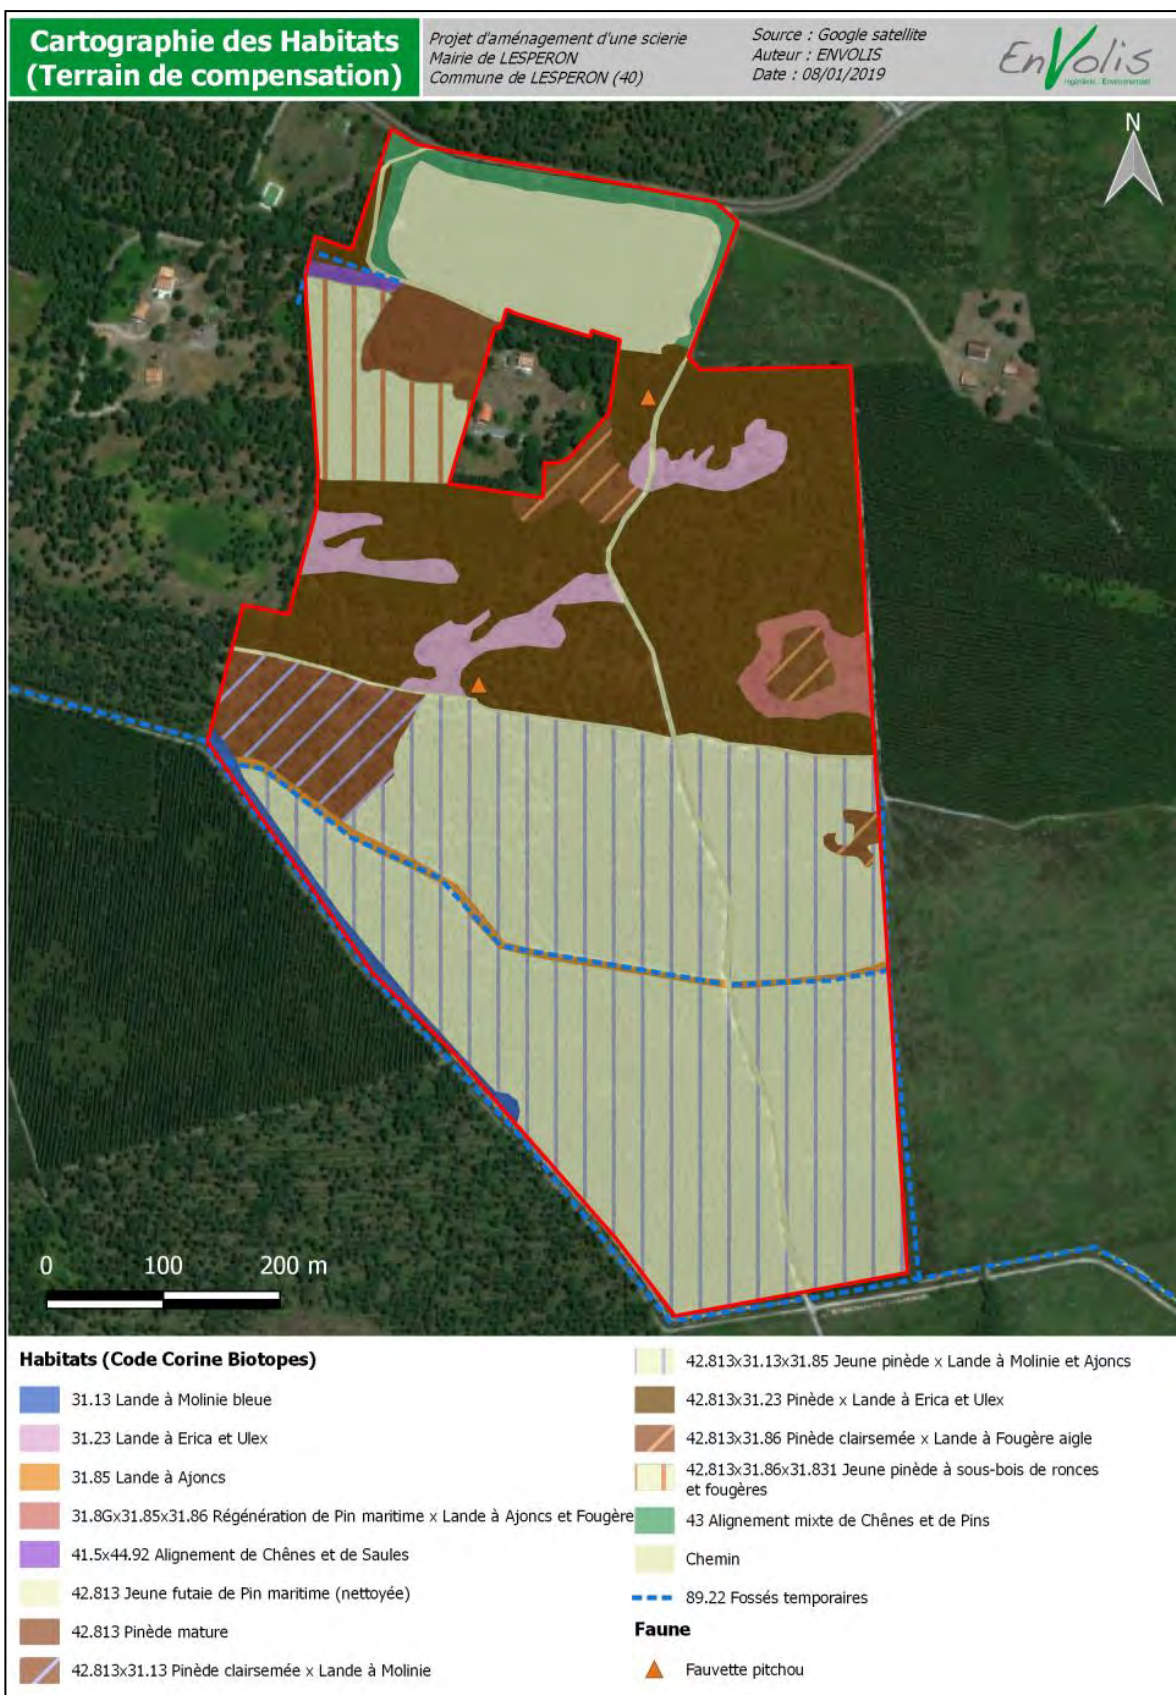 Cartographie des Habitats
(Terrain de compensation)
Projet d'aménagement d'une scierie
Mairie de LESPERON
Commune de LESPERON (40)
Source : Google satellite
Auteur : ENVOLIS
Date : 08/01/2019
EnVolis
Ingénierie - Environnement
N
0 100 200 m
Habitats (Code Corine Biotopes)
31.13 Lande à Molinie bleue
31.23 Lande à Erica et Ulex
31.85 Lande à Ajoncs
31.8Gx31.85x31.86 Régénération de Pin maritime x Lande à Ajoncs et Fougère
41.5x44.92 Alignement de Chênes et de Saules
42.813 Jeune futaie de Pin maritime (nettoyée)
42.813 Pinède mature
42.813x31.13 Pinède clairsemée x Lande à Molinie
42.813x31.13x31.85 Jeune pinède x Lande à Molinie et Ajoncs
42.813x31.23 Pinède x Lande à Erica et Ulex
42.813x31.86 Pinède clairsemée x Lande à Fougère aigle
42.813x31.86x31.831 Jeune pinède à sous-bois de ronces
et fougères
43 Alignement mixte de Chênes et de Pins
Chemin
89.22 Fossés temporaires
Faune
Fauvette pitchou